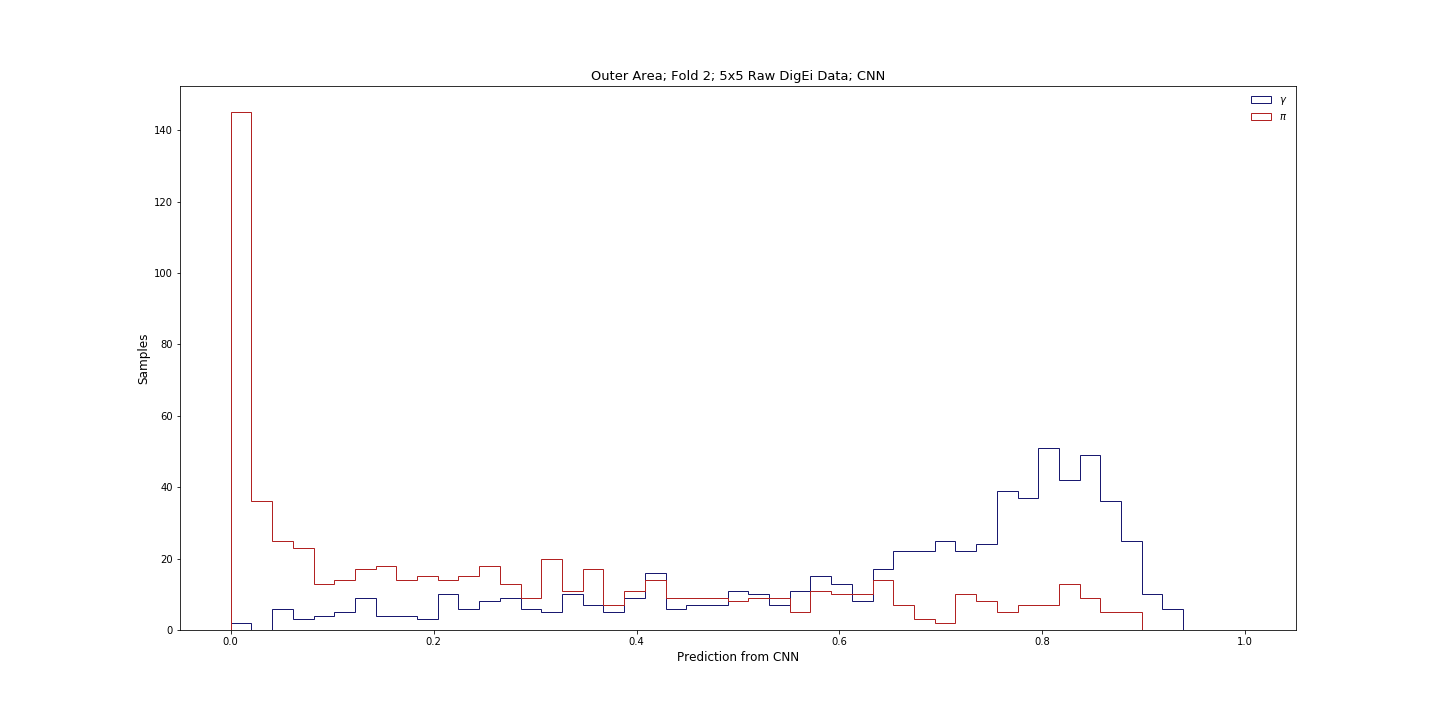 Outer Area; Fold 2; 5x5 Raw DigEi Data; CNN
γ
π
140
120
100
80
60
40
20
0
Samples
0.0 0.2 0.4 0.6 0.8 1.0
Prediction from CNN